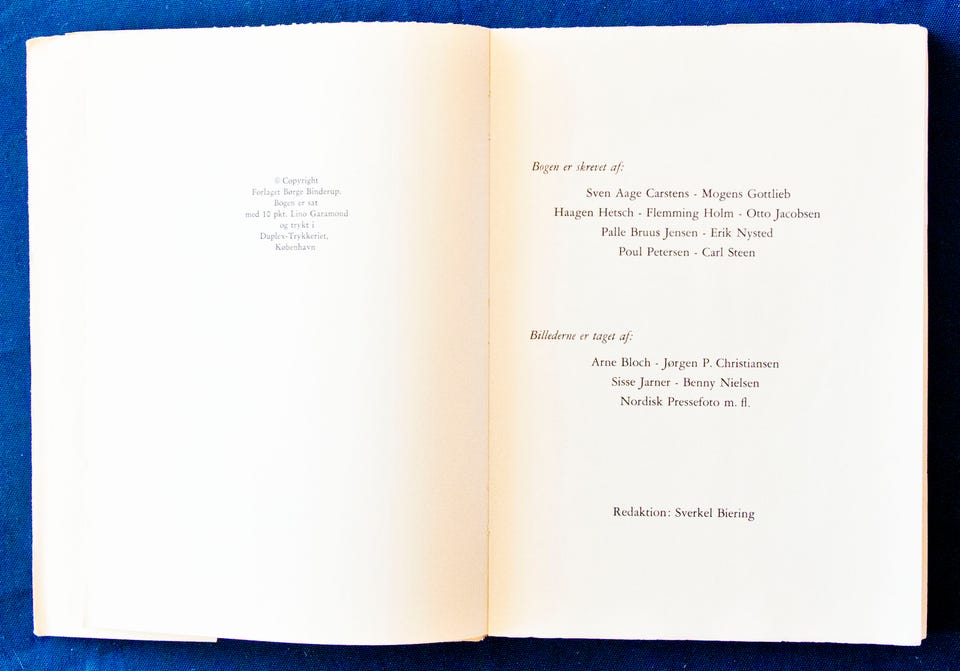 © Copyright
Forlaget Børge Binderup.
Bogen er sat
med 10 pkt. Lino Garamond
og trykt i
Duplex-Trykkeriet,
København
Bogen er skrevet af:
Sven Aage Carstens - Mogens Gottlieb
Haagen Hetsch - Flemming Holm - Otto Jacobsen
Palle Bruus Jensen - Erik Nysted
Poul Petersen - Carl Steen
Billederne er taget af:
Arne Bloch - Jørgen P. Christiansen
Sisse Jarner - Benny Nielsen
Nordisk Pressefoto m. fl.
Redaktion: Sverkel Biering